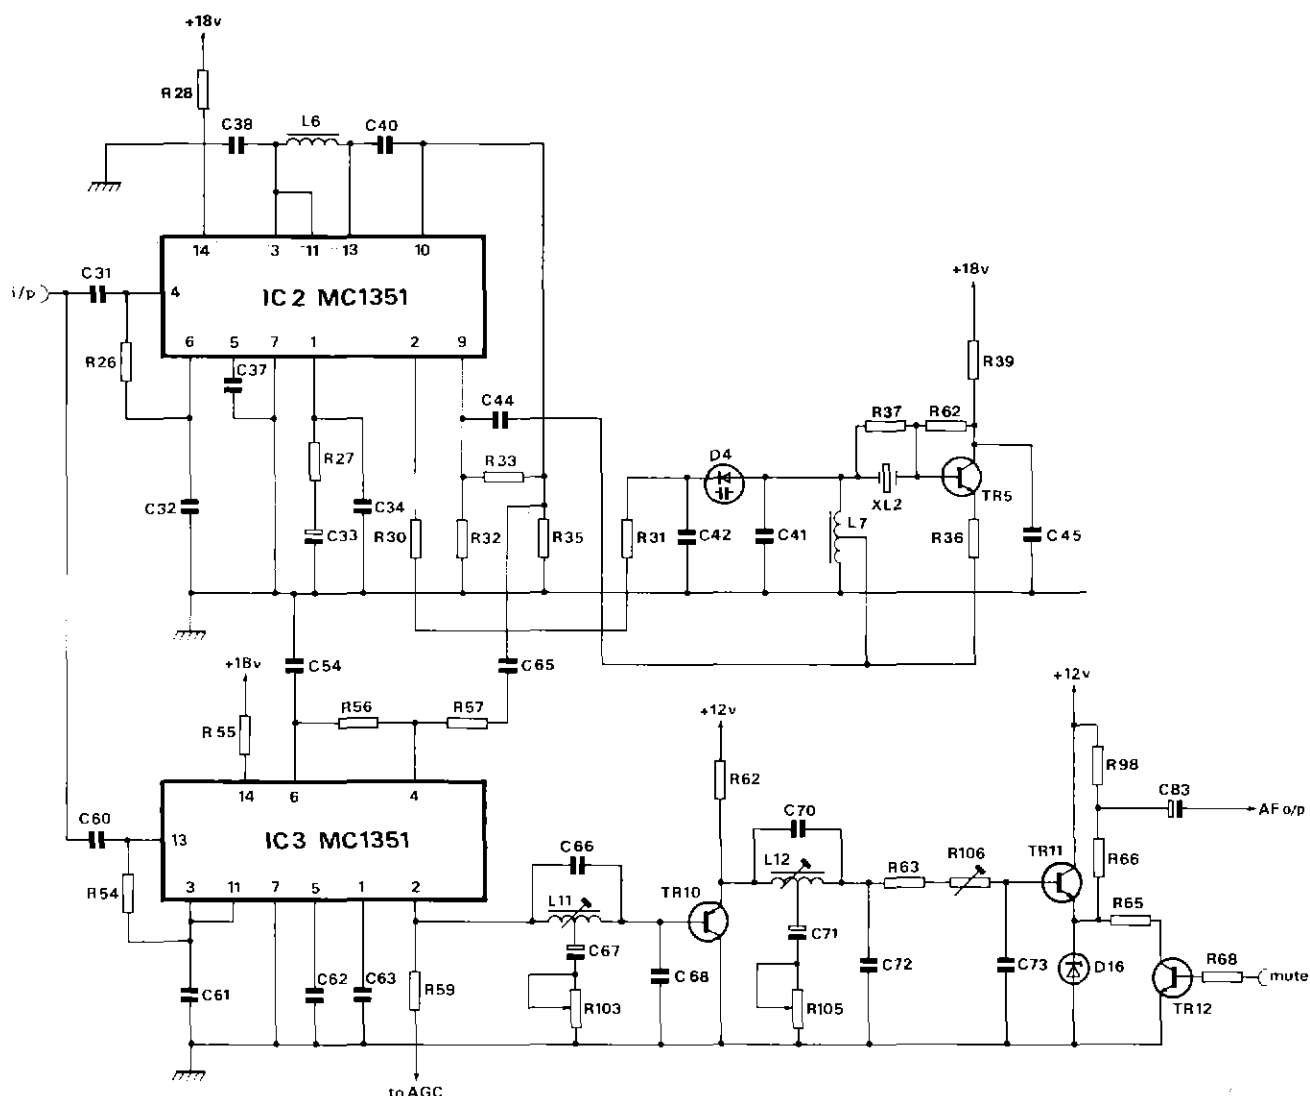 +18v
R28
C38
L6
C40
14
3
11
13
10
i/p
C31
4
IC2 MC1351
6
5
7
1
2
9
R26
C37
C44
+18v
R39
R37
R62
D4
R27
R33
XL2
TR5
C32
C33
C34
R30
R32
R35
R31
C42
C41
L7
R36
C45
+18v
C54
C65
R55
R56
R57
+12v
+12v
14
6
4
R62
R98
C60
13
IC3 MC1351
C70
C83
AF o/p
R54
3
11
7
5
1
2
C66
L12
R63
R106
TR11
R66
L11
TR10
R65
C67
C71
C61
C62
C63
R59
C68
C72
C73
D16
R68
mute
R103
R105
TR12
to AGC